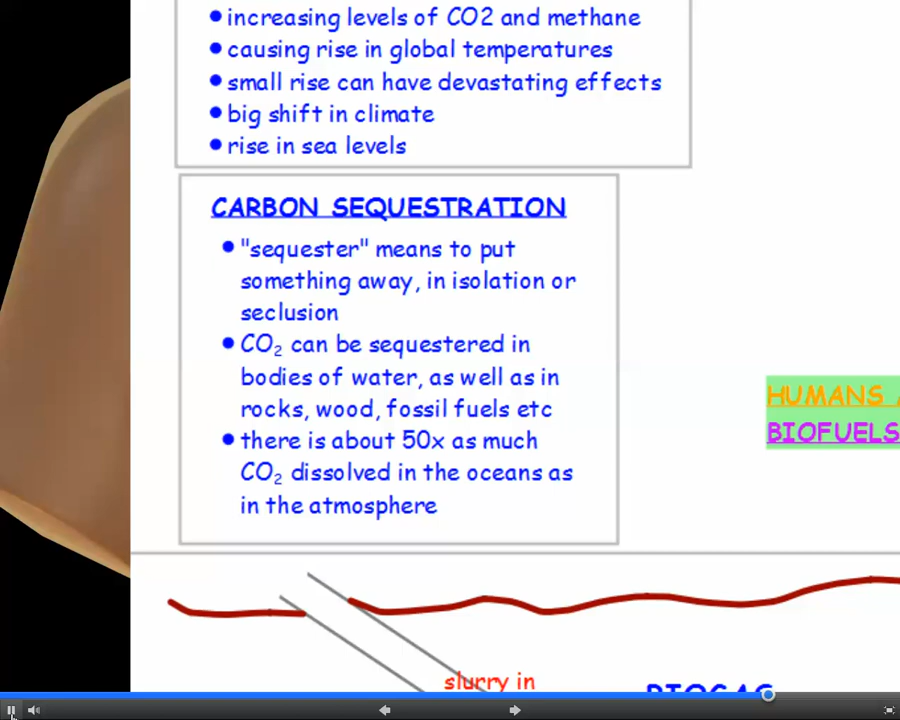 increasing levels of CO2 and methane
causing rise in global temperatures
small rise can have devastating effects
big shift in climate
rise in sea levels
CARBON SEQUESTRATION
"sequester" means to put
something away, in isolation or
seclusion
CO₂ can be sequestered in
bodies of water, as well as in
rocks, wood, fossil fuels etc
there is about 50x as much
CO₂ dissolved in the oceans as
in the atmosphere
HUMANS
BIOFUELS
slurry in
BIOGAS